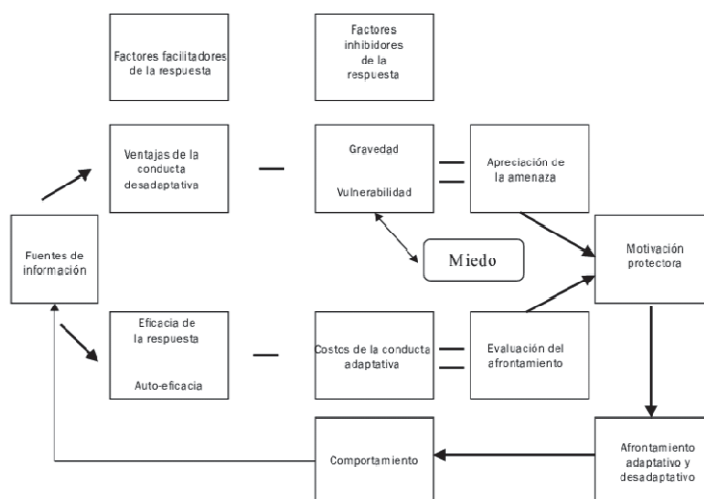 Factores facilitadores
de la respuesta
Factores
inhibidores
de la
respuesta
Ventajas de la
conducta
desadaptativa
Gravedad
Vulnerabilidad
Apreciación de
la amenaza
Fuentes de
información
Miedo
Motivación
protectora
Eficacia de
la respuesta
Auto-eficacia
Costos de la conducta
adaptativa
Evaluación del
afrontamiento
Comportamiento
Afrontamiento
adaptativo y
desadaptativo